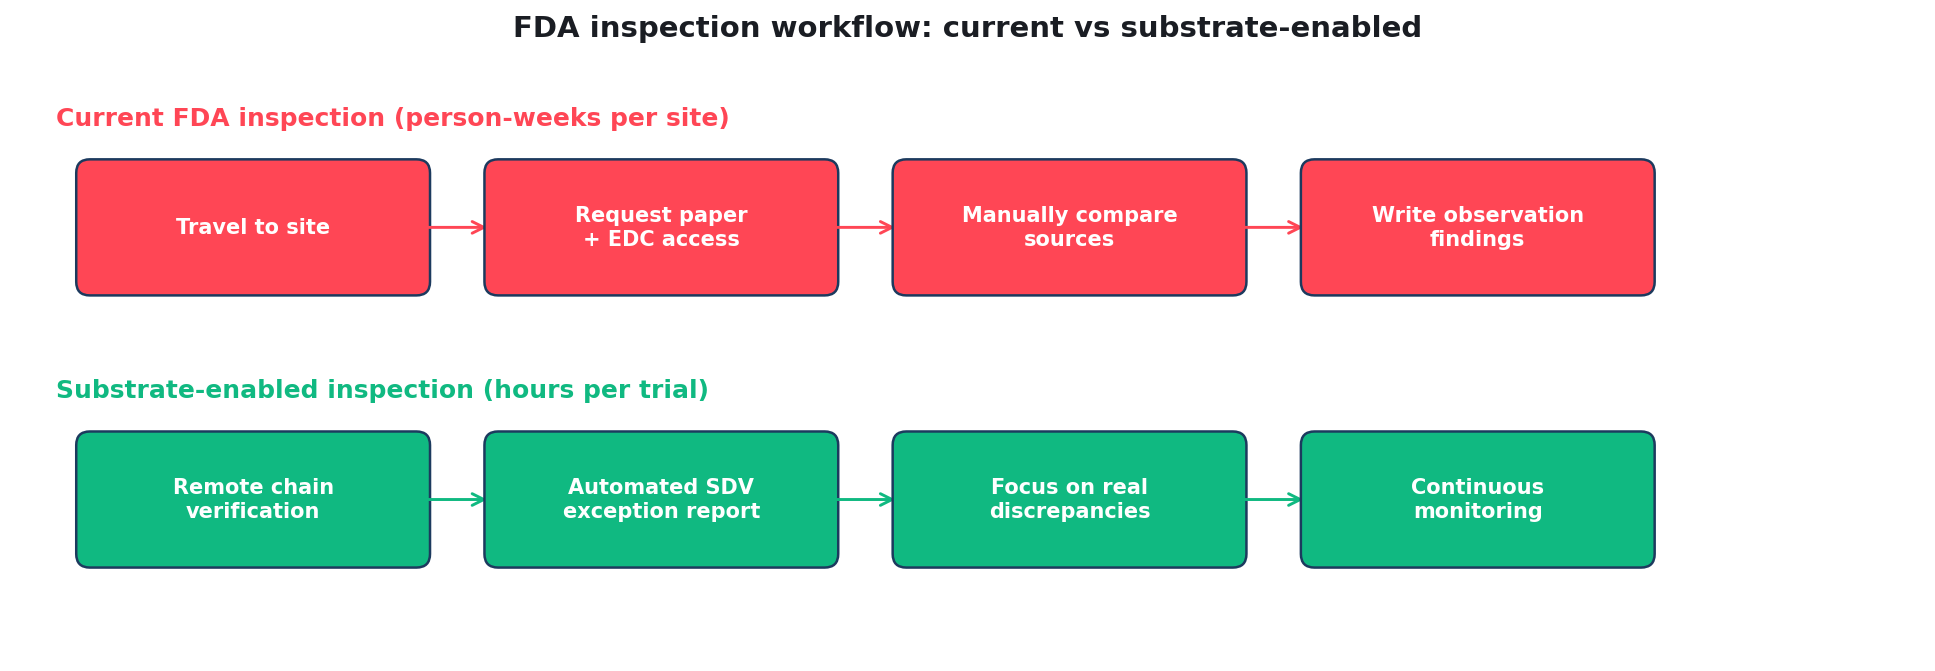 FDA inspection workflow: current vs substrate-enabled
Current FDA inspection (person-weeks per site)
Travel to site
Request paper
+ EDC access
Manually compare
sources
Write observation
findings
Substrate-enabled inspection (hours per trial)
Remote chain
verification
Automated SDV
exception report
Focus on real
discrepancies
Continuous
monitoring